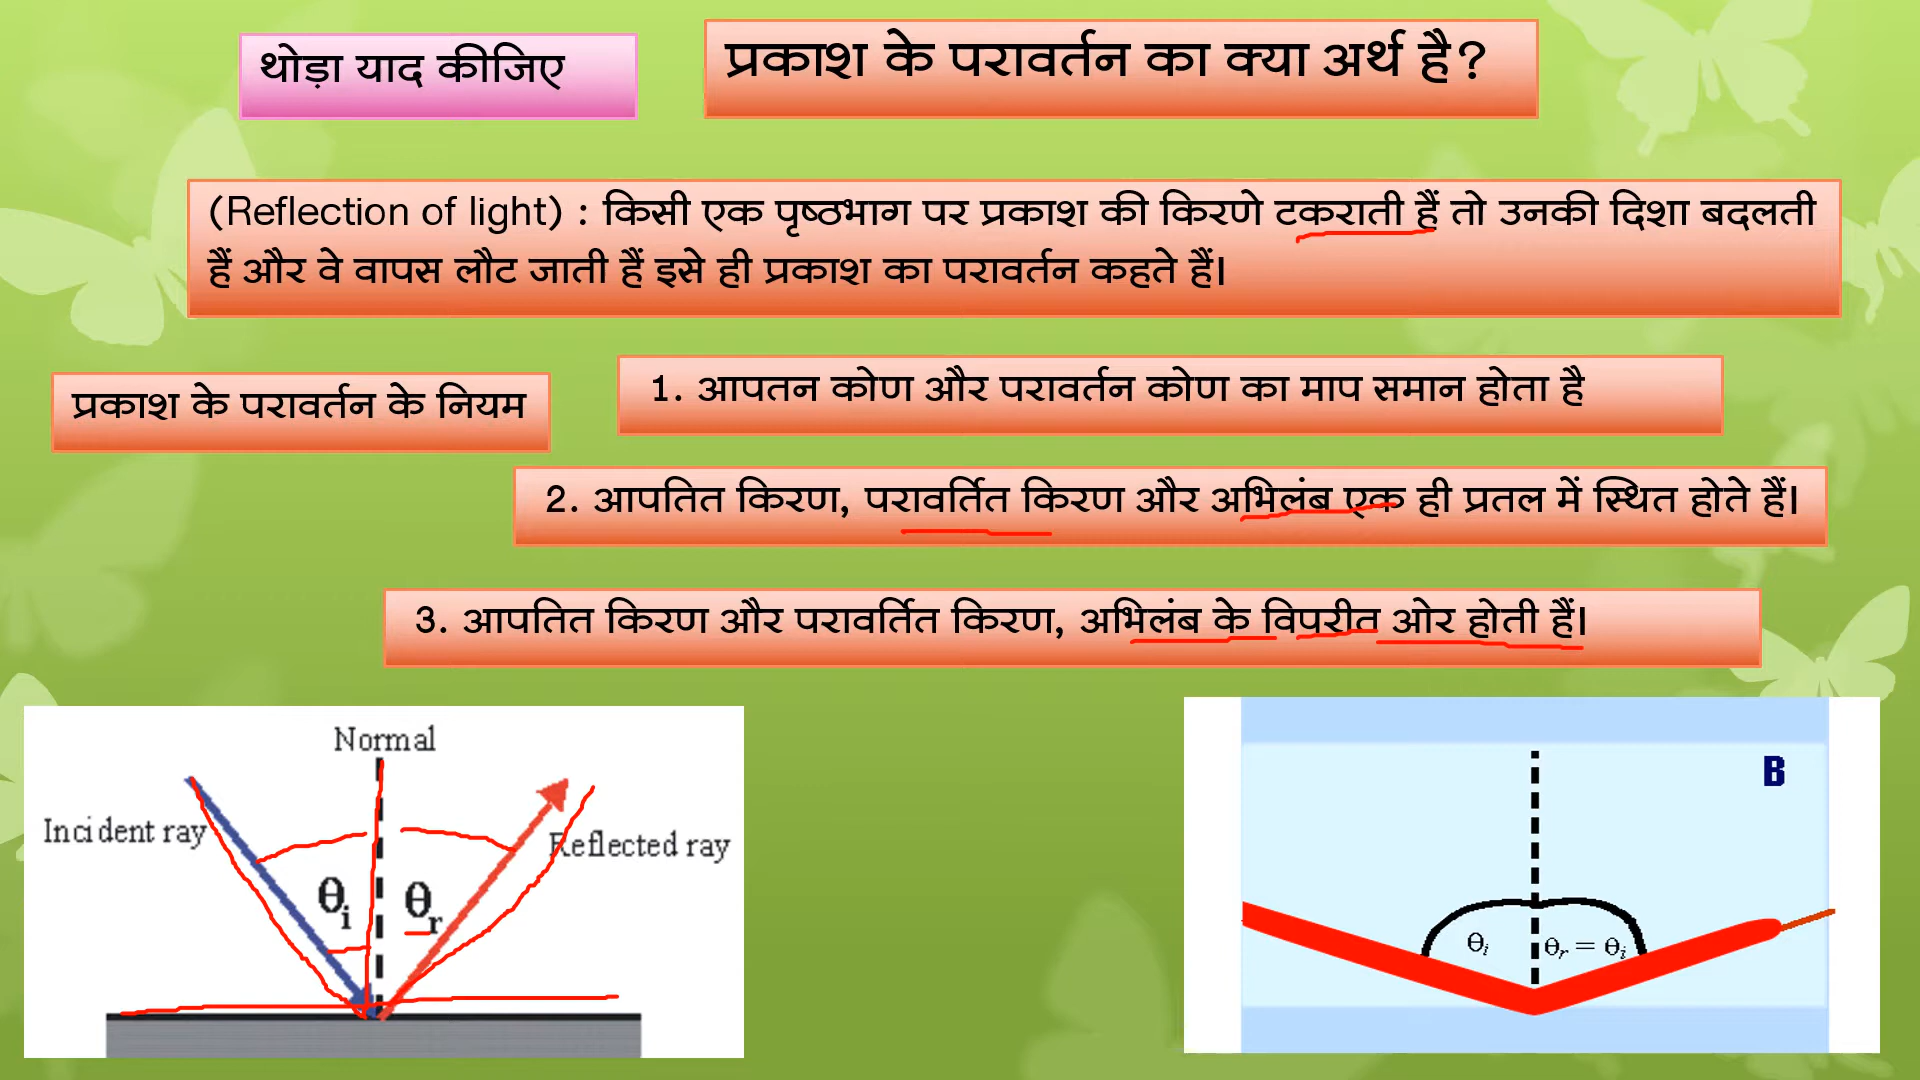 थोड़ा याद कीजिए
प्रकाश के परावर्तन का क्या अर्थ है?
(Reflection of light) : किसी एक पृष्ठभाग पर प्रकाश की किरणे टकराती हैं तो उनकी दिशा बदलती
हैं और वे वापस लौट जाती हैं इसे ही प्रकाश का परावर्तन कहते हैं।
प्रकाश के परावर्तन के नियम
1. आपतन कोण और परावर्तन कोण का माप समान होता है
2. आपतित किरण, परावर्तित किरण और अभिलंब एक ही प्रतल में स्थित होते हैं।
3. आपतित किरण और परावर्तित किरण, अभिलंब के विपरीत ओर होती हैं।
Normal
Incident ray
Reflected ray
θi
θr
B
θi
θr = θi